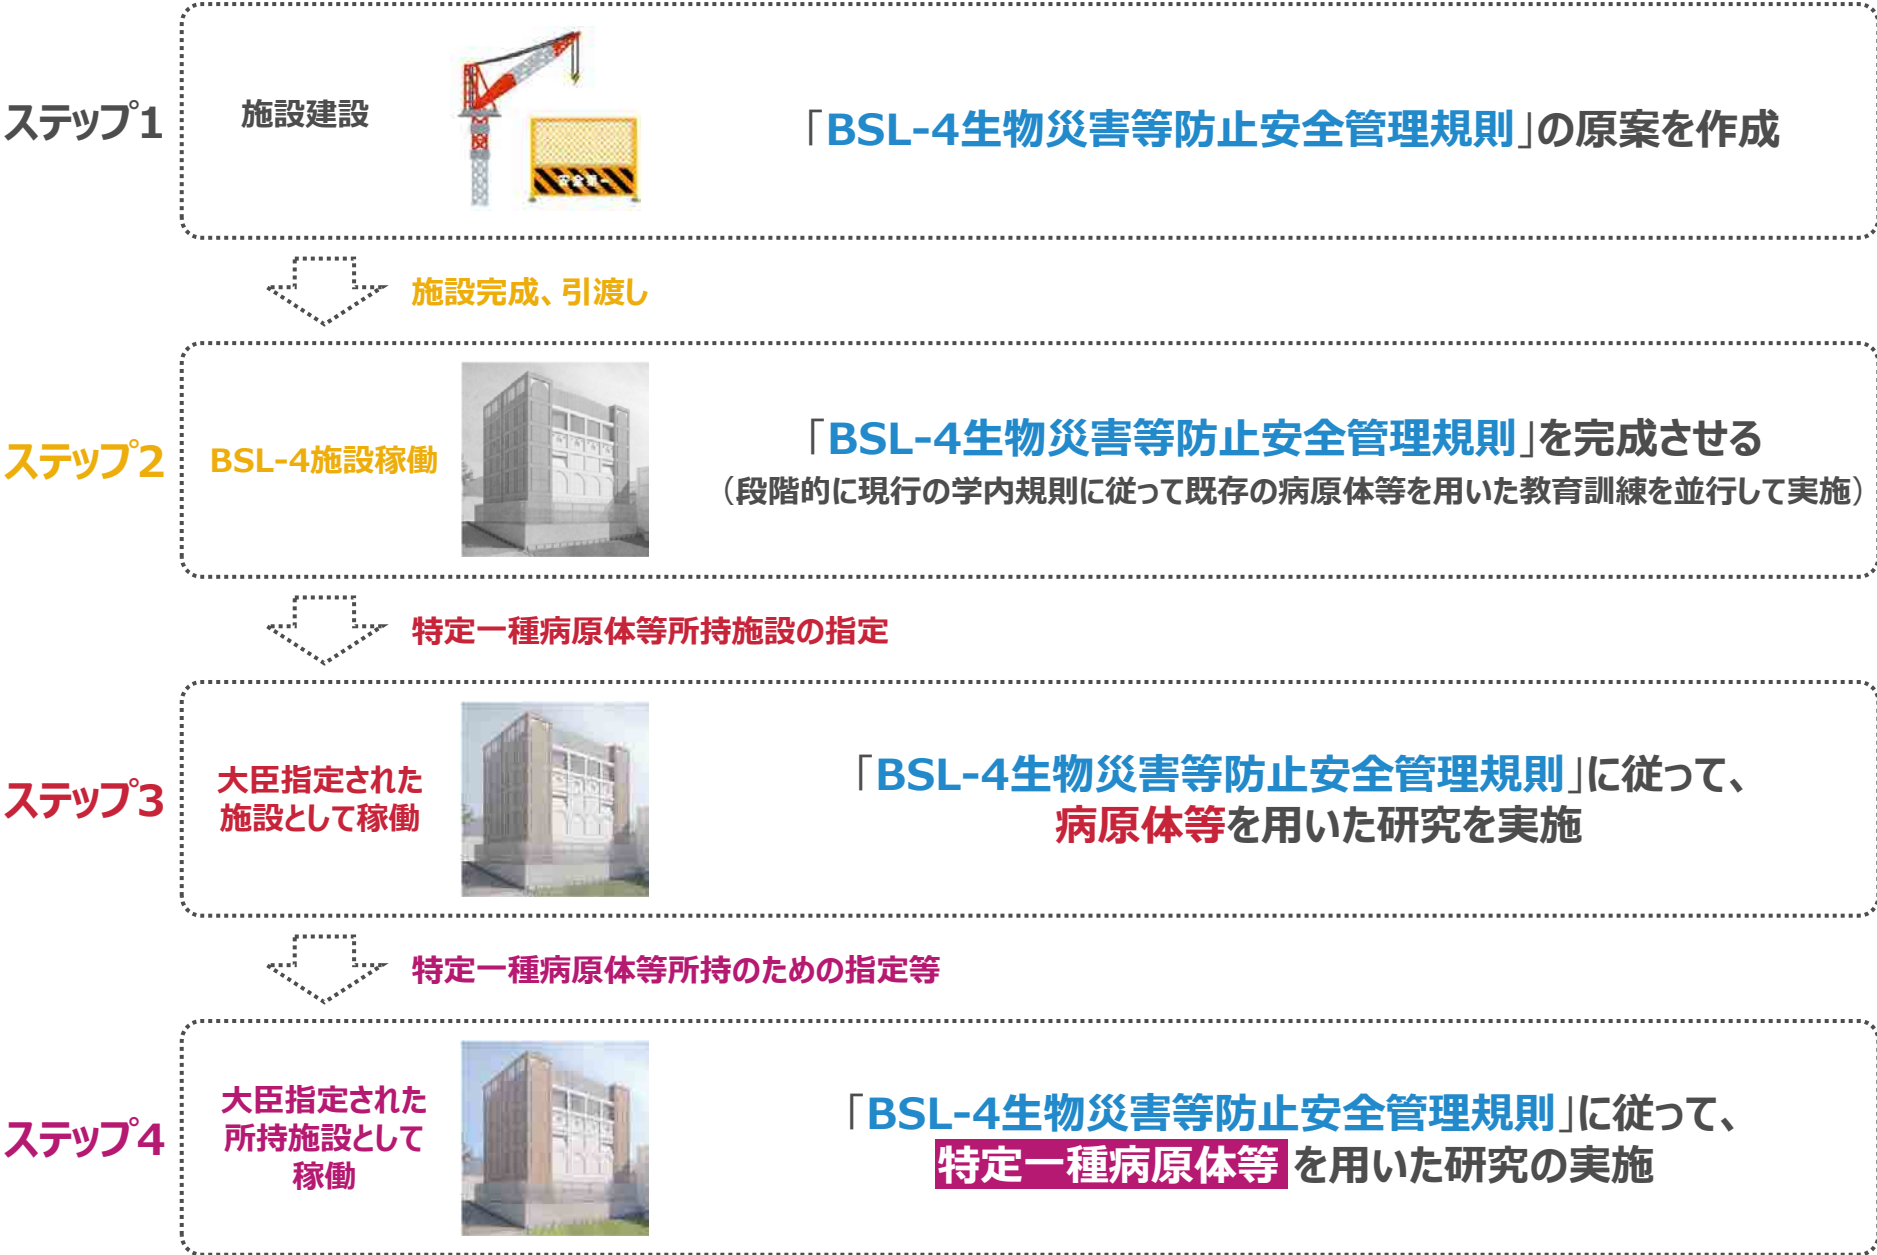 ステップ1
施設建設
安全第一
「BSL-4生物災害等防止安全管理規則」の原案を作成
施設完成、引渡し
ステップ2
BSL-4施設稼働
「BSL-4生物災害等防止安全管理規則」を完成させる
（段階的に現行の学内規則に従って既存の病原体等を用いた教育訓練を並行して実施）
特定一種病原体等所持施設の指定
ステップ3
大臣指定された
施設として稼働
「BSL-4生物災害等防止安全管理規則」に従って、
病原体等を用いた研究を実施
特定一種病原体等所持のための指定等
ステップ4
大臣指定された
所持施設として
稼働
「BSL-4生物災害等防止安全管理規則」に従って、
特定一種病原体等 を用いた研究の実施